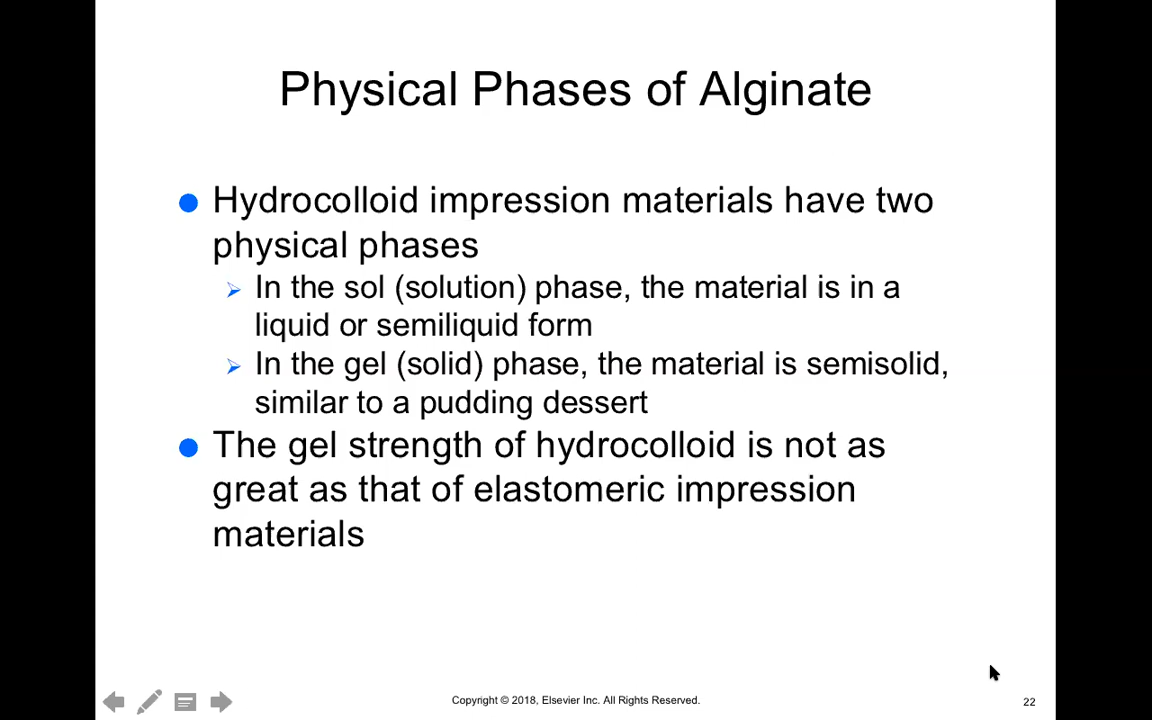 Physical Phases of Alginate
Hydrocolloid impression materials have two
physical phases
In the sol (solution) phase, the material is in a
liquid or semiliquid form
In the gel (solid) phase, the material is semisolid,
similar to a pudding dessert
The gel strength of hydrocolloid is not as
great as that of elastomeric impression
materials
Copyright © 2018, Elsevier Inc. All Rights Reserved.
22